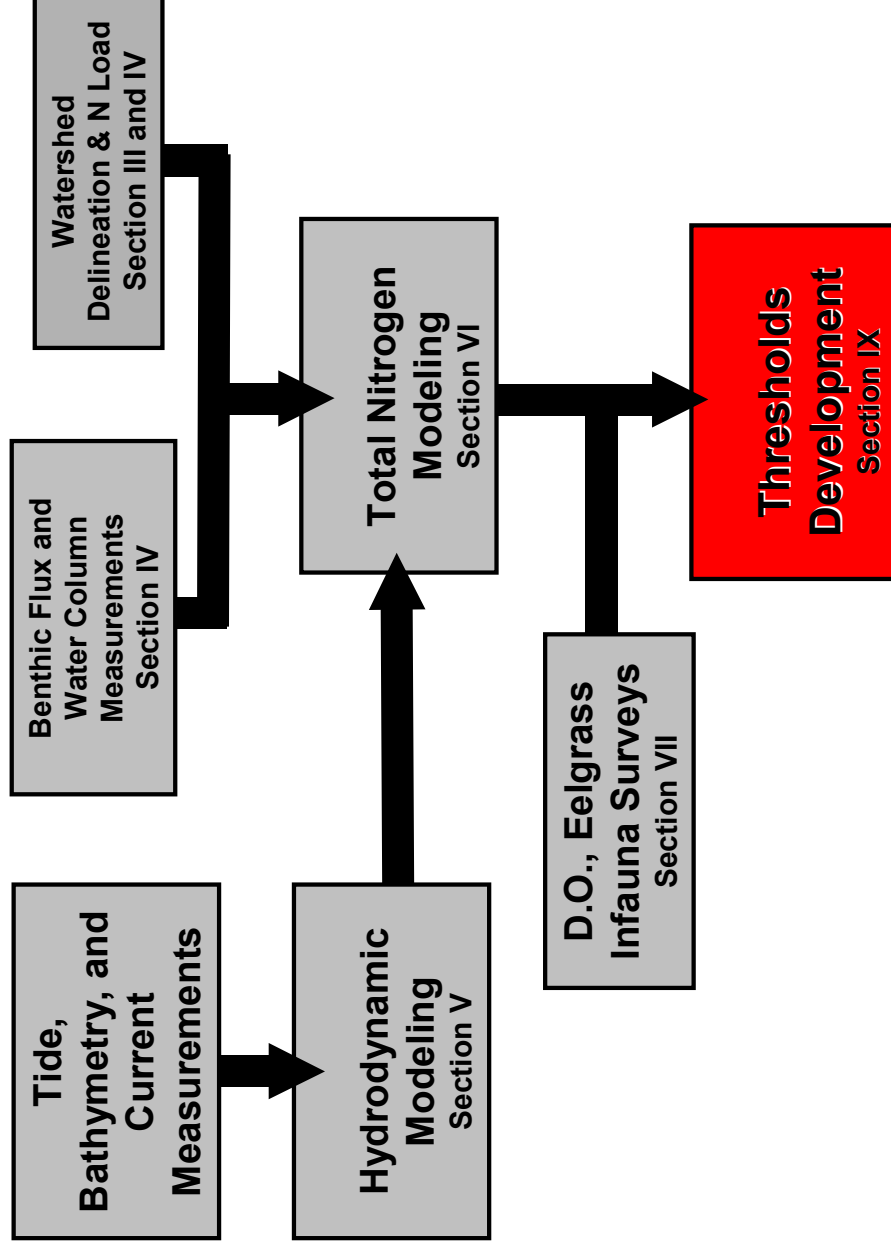 Tide,
Bathymetry, and
Current
Measurements
Benthic Flux and
Water Column
Measurements
Section IV
Watershed
Delineation & N Load
Section III and IV
Hydrodynamic
Modeling
Section V
Total Nitrogen
Modeling
Section VI
D.O., Eelgrass
Infauna Surveys
Section VII
Thresholds
Development
Section IX